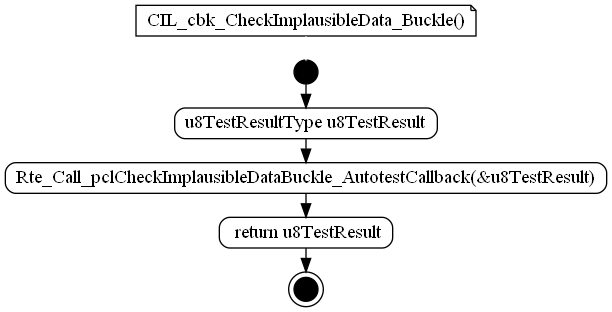 CIL_cbk_CheckImplausibleData_Buckle()
u8TestResultType u8TestResult
Rte_Call_pclCheckImplausibleDataBuckle_AutotestCallback(&u8TestResult)
return u8TestResult